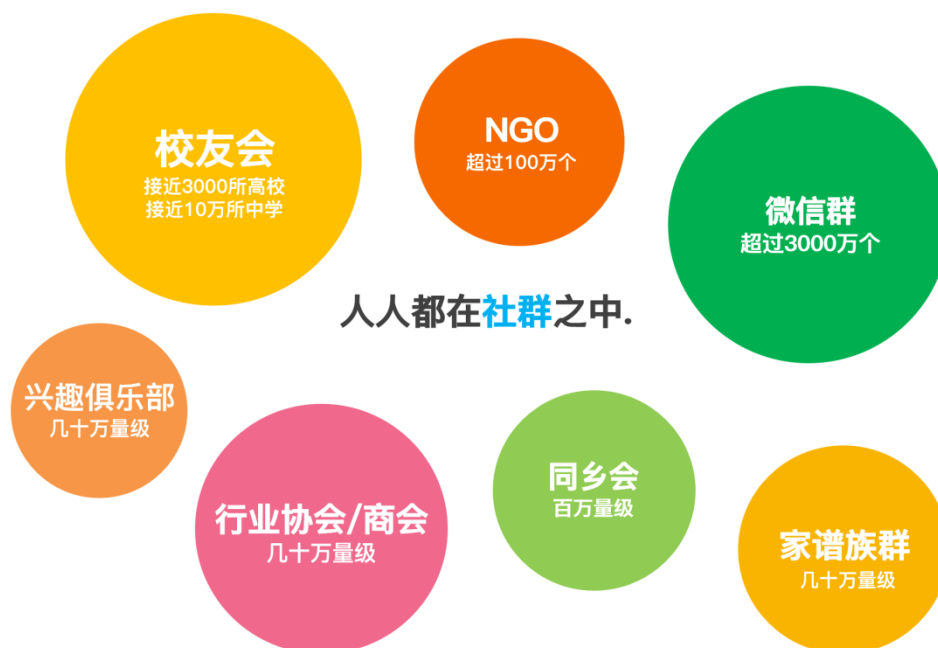 校友会
接近3000所高校
接近10万所中学
NGO
超过100万个
微信群
超过3000万个
人人都在社群之中.
兴趣俱乐部
几十万量级
行业协会/商会
几十万量级
同乡会
百万量级
家谱族群
几十万量级